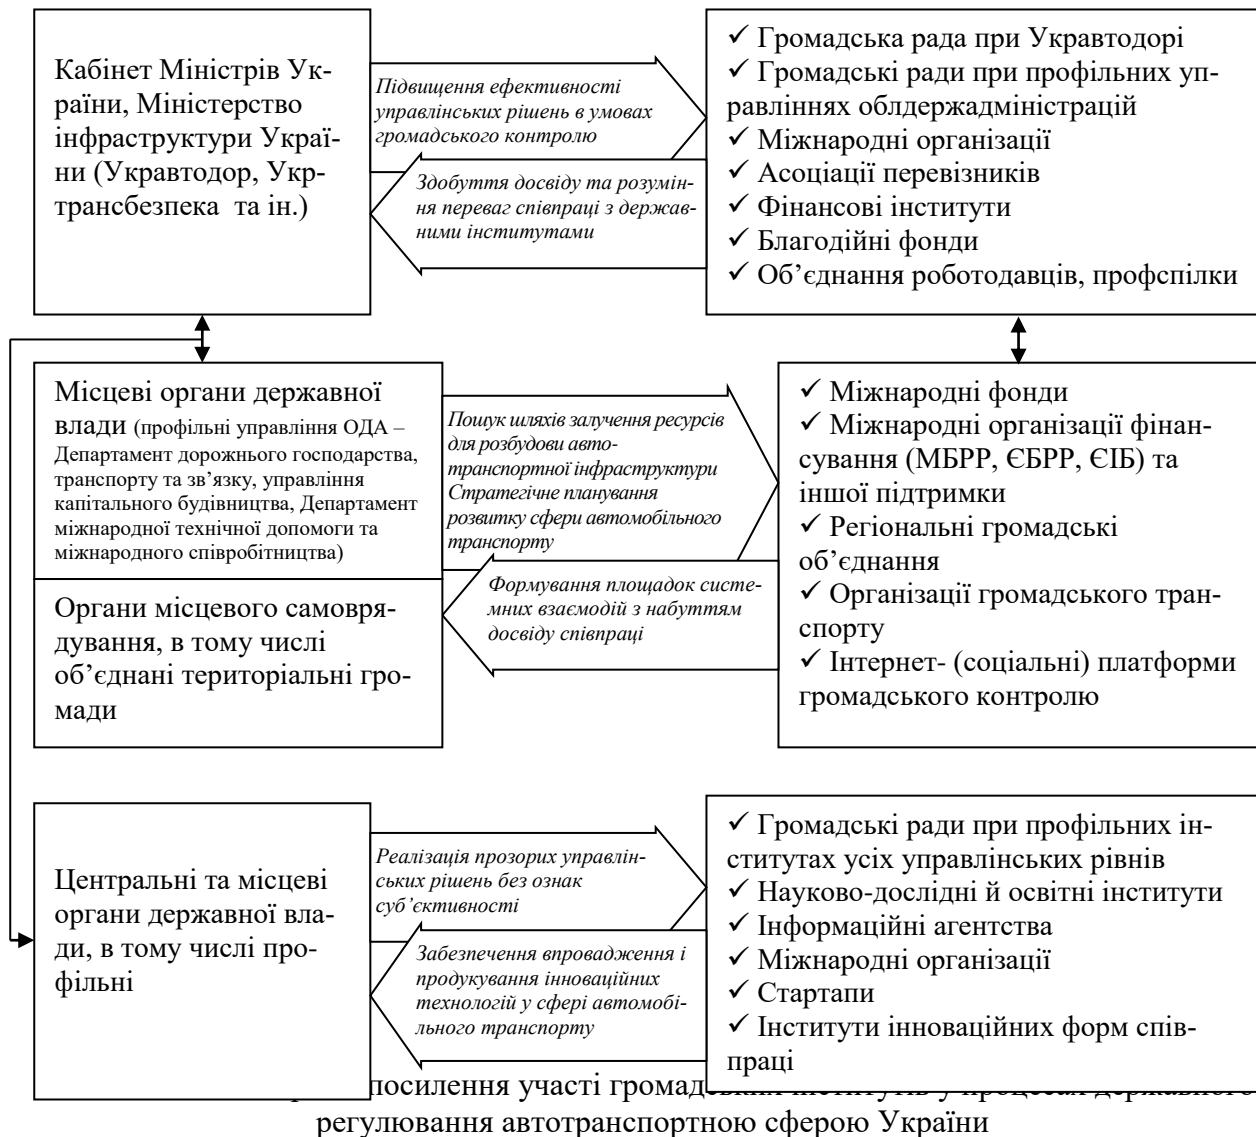 Кабінет Міністрів Ук-
раїни, Міністерство
інфраструктури Украї-
ни (Укравтодор, Укр-
трансбезпека та ін.)
Підвищення ефективності
управлінських рішень в умовах
громадського контролю
Здобуття досвіду та розумін-
ня переваг співпраці з держав-
ними інститутами
✓ Громадська рада при Укравтодорі
✓ Громадські ради при профільних уп-
равліннях облдержадміністрацій
✓ Міжнародні організації
✓ Асоціації перевізників
✓ Фінансові інститути
✓ Благодійні фонди
✓ Об’єднання роботодавців, профспілки
Місцеві органи державної
влади (профільні управління ОДА –
Департамент дорожнього господарства,
транспорту та зв’язку, управління
капітального будівництва, Департамент
міжнародної технічної допомоги та
міжнародного співробітництва)
Органи місцевого самовря-
дування, в тому числі
об’єднані територіальні гро-
мади
Пошук шляхів залучення ресурсів
для розбудови авто-
транспортної інфраструктури
Стратегічне планування
розвитку сфери автомобільного
транспорту
Формування площадок систе-
мних взаємодій з набуттям
досвіду співпраці
✓ Міжнародні фонди
✓ Міжнародні організації фінан-
сування (МБРР, ЄБРР, ЄІБ) та
іншої підтримки
✓ Регіональні громадські
об’єднання
✓ Організації громадського тран-
спорту
✓ Інтернет- (соціальні) платформи
громадського контролю
Центральні та місцеві
органи державної вла-
ди, в тому числі про-
фільні
Реалізація прозорих управлін-
ських рішень без ознак
суб’єктивності
Забезпечення впровадження і
продукування інноваційних
технологій у сфері автомобі-
льного транспорту
✓ Громадські ради при профільних ін-
ститутах усіх управлінських рівнів
✓ Науково-дослідні й освітні інститути
✓ Інформаційні агентства
✓ Міжнародні організації
✓ Стартапи
✓ Інститути інноваційних форм спів-
праці
посилення участі громадських інститутів у процесах державного
регулювання автотранспортною сферою України